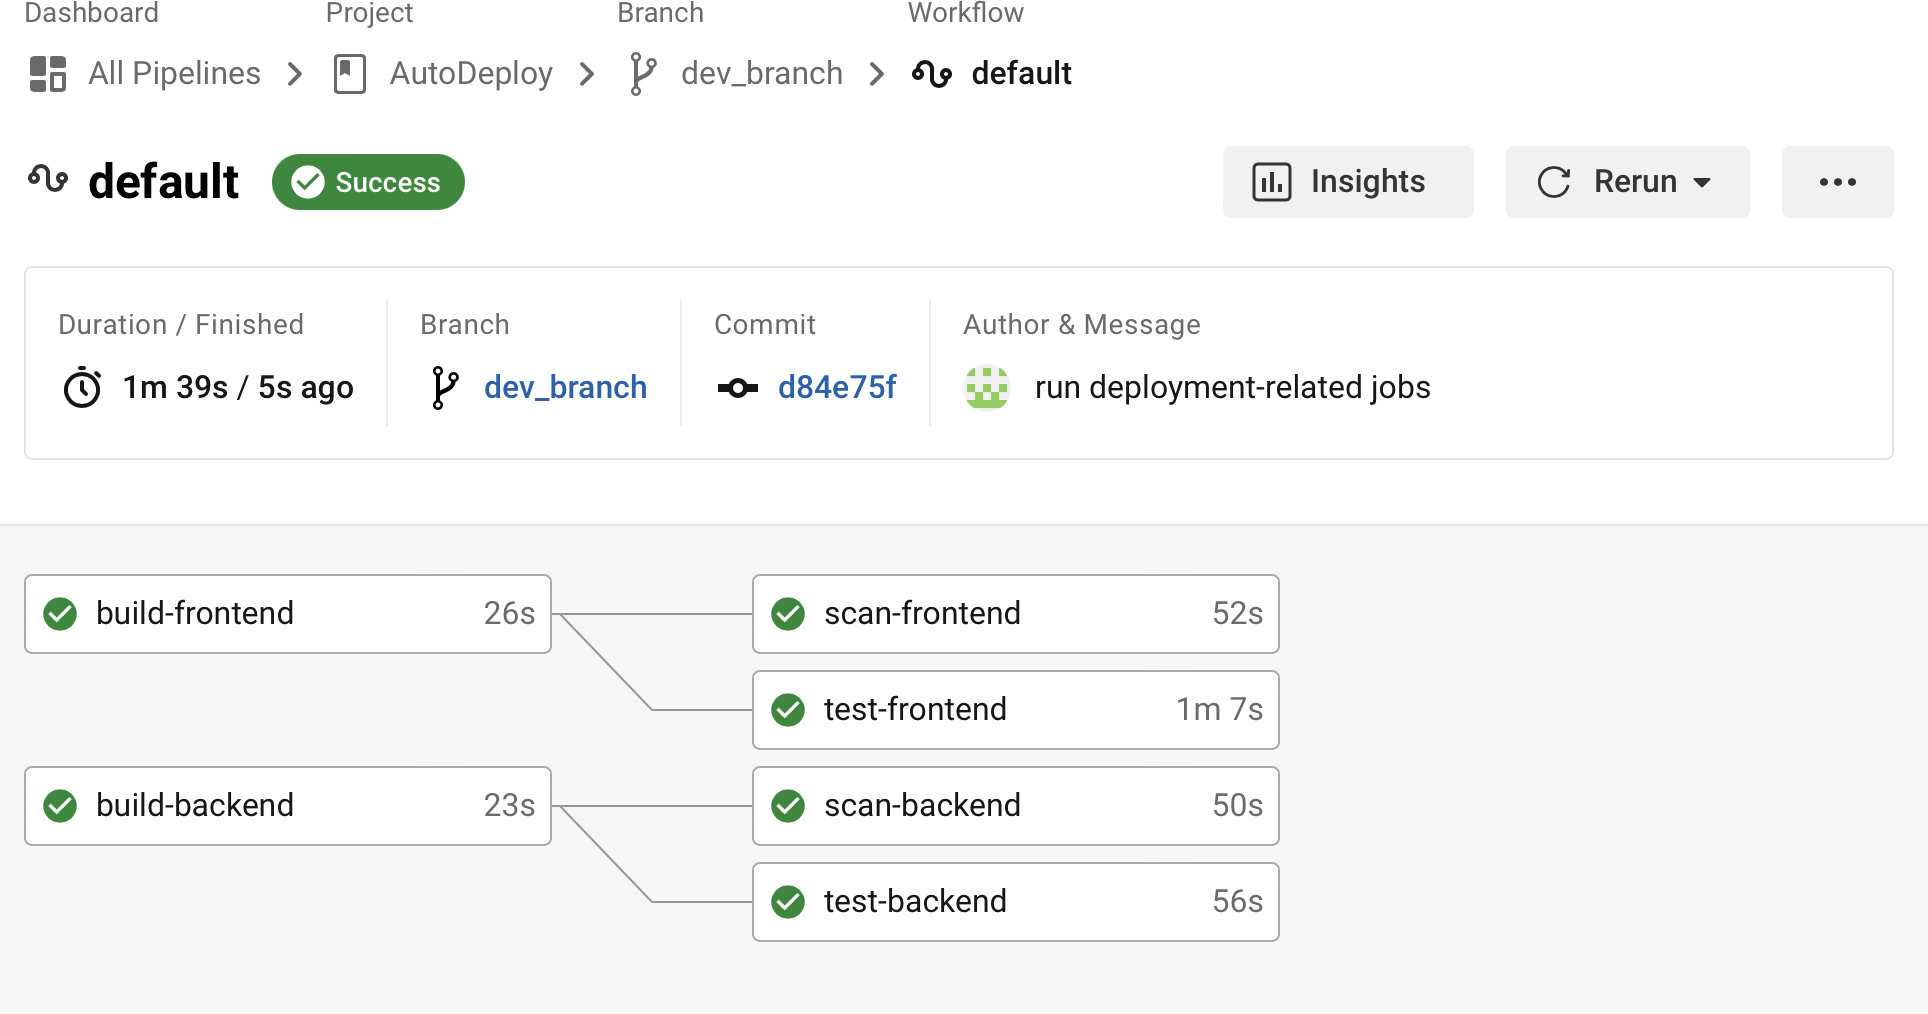 Dashboard Project Branch Workflow
All Pipelines AutoDeploy dev_branch default
default Success Insights Rerun
Duration / Finished Branch Commit Author & Message
1m 39s / 5s ago dev_branch d84e75f run deployment-related jobs
build-frontend 26s scan-frontend 52s
test-frontend 1m 7s
build-backend 23s scan-backend 50s
test-backend 56s